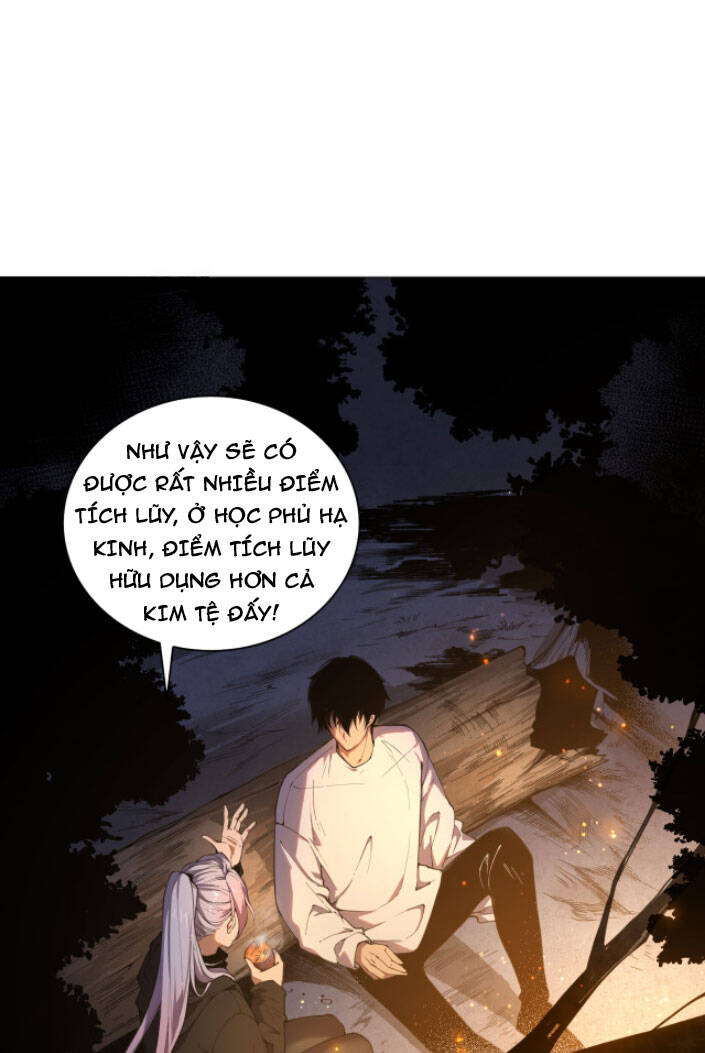 NHƯ VẬY SẼ CÓ
ĐƯỢC RẤT NHIỀU ĐIỂM
TÍCH LŨY, Ở HỌC PHỦ HẠ
KINH, ĐIỂM TÍCH LŨY
HỮU DỤNG HƠN CẢ
KIM TỆ ĐẤY!